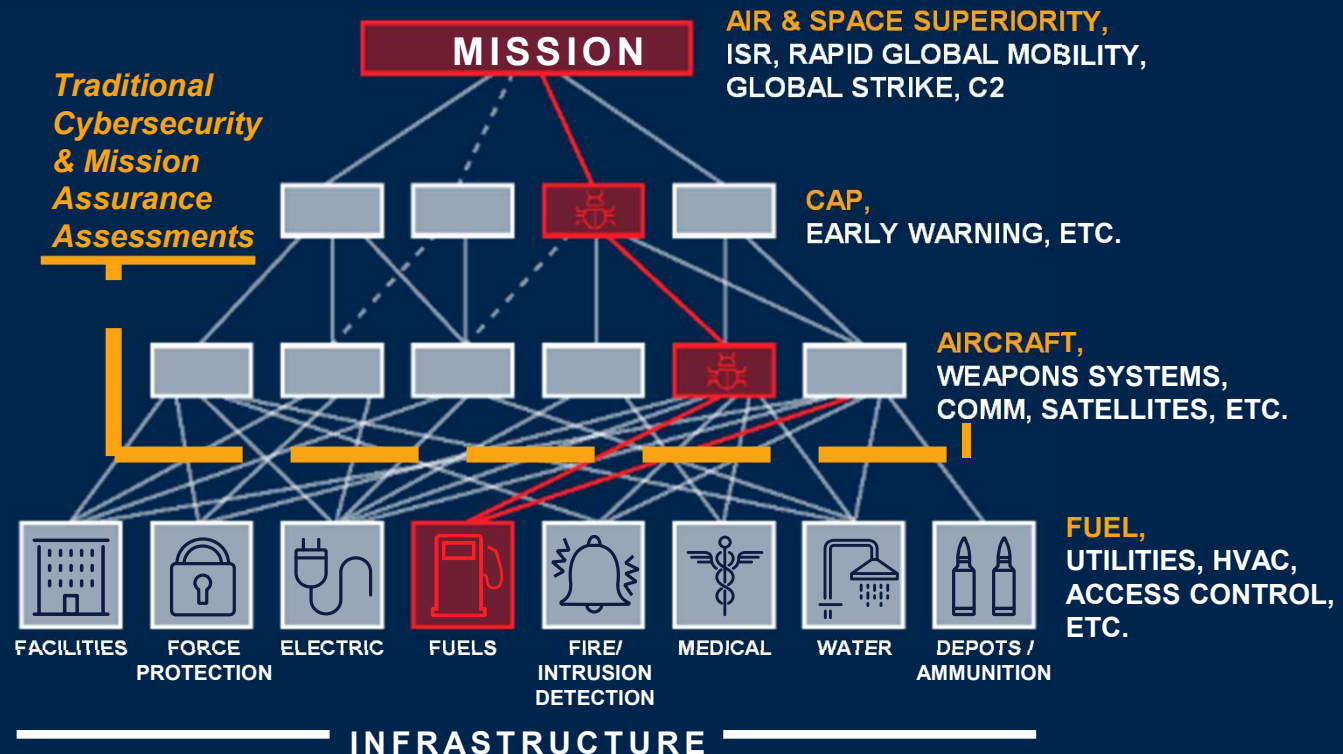 MISSION
AIR & SPACE SUPERIORITY,
ISR, RAPID GLOBAL MOBILITY,
GLOBAL STRIKE, C2
Traditional
Cybersecurity
& Mission
Assurance
Assessments
CAP,
EARLY WARNING, ETC.
AIRCRAFT,
WEAPONS SYSTEMS,
COMM, SATELLITES, ETC.
FUEL,
UTILITIES, HVAC,
ACCESS CONTROL,
ETC.
FACILITIES
FORCE
PROTECTION
ELECTRIC
FUELS
FIRE/
INTRUSION
DETECTION
MEDICAL
WATER
DEPOTS /
AMMUNITION
INFRASTRUCTURE